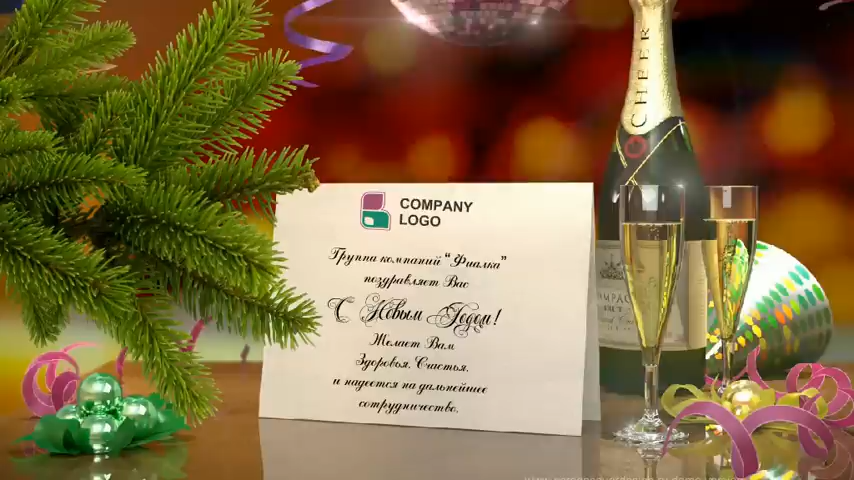 CHEER
COMPANY
LOGO
Группа компаний "Фиалка"
поздравляет Вас
С Новым Годом!
Желает Вам
Здоровья, Счастья,
и надеется на дальнейшее
сотрудничество.